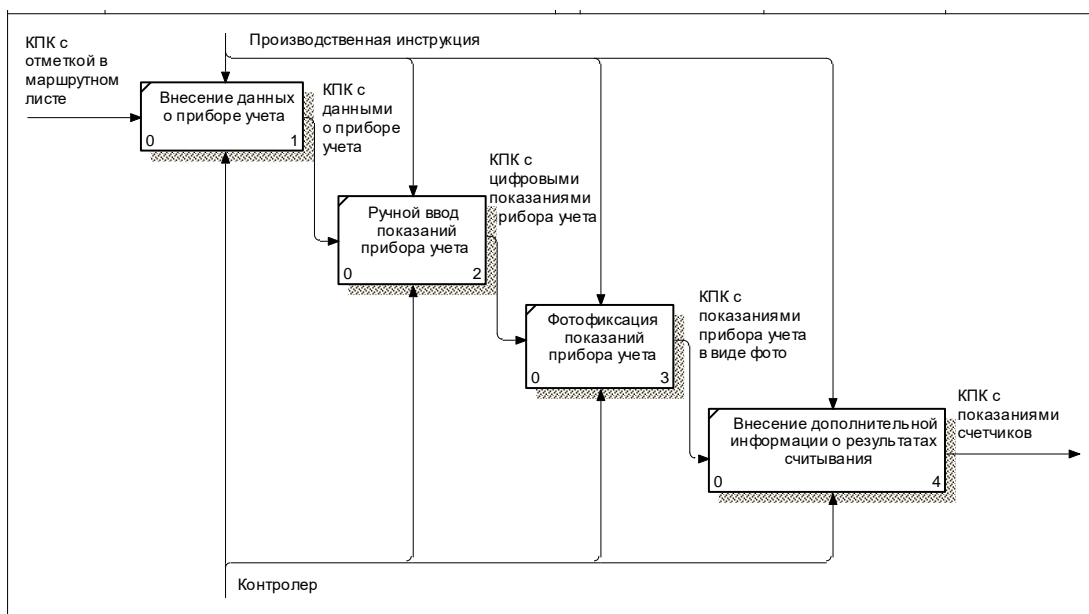 Производственная инструкция
КПК с
отметкой в
маршрутном
листе
Внесение данных
о приборе учета
0
1
КПК с
данными
о приборе
учета
Ручной ввод
показаний
прибора учета
0
2
КПК с
цифровыми
показаниями
рибора учета
Фотофиксация
показаний
прибора учета
0
3
КПК с
показаниями
прибора учета
в виде фото
Внесение дополнительной
информации о результатах
считывания
0
4
КПК с
показаниями
счетчиков
Контролер